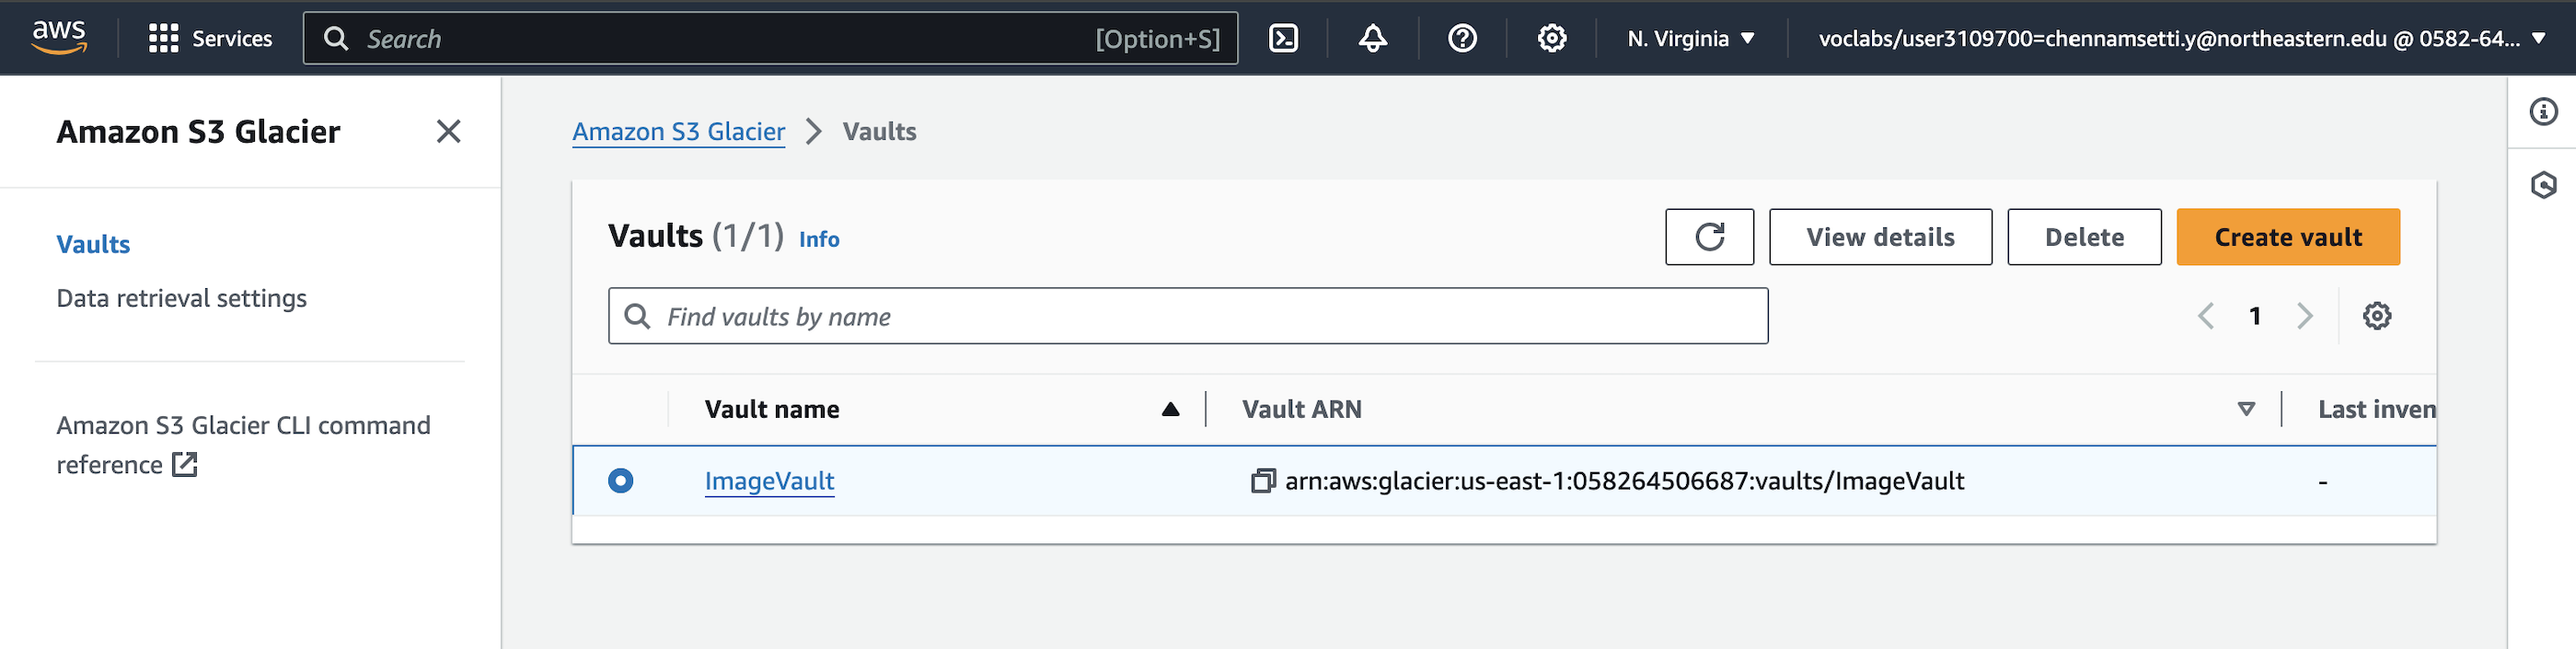 aws
Services
Search [Option+S]
N. Virginia
voclabs/user3109700=chennamsetti.y@northeastern.edu @ 0582-64...
Amazon S3 Glacier
Vaults
Data retrieval settings
Amazon S3 Glacier CLI command
reference
Amazon S3 Glacier > Vaults
Vaults (1/1) Info
View details
Delete
Create vault
Find vaults by name
1
Vault name
Vault ARN
Last inven
ImageVault
arn:aws:glacier:us-east-1:058264506687:vaults/ImageVault
-